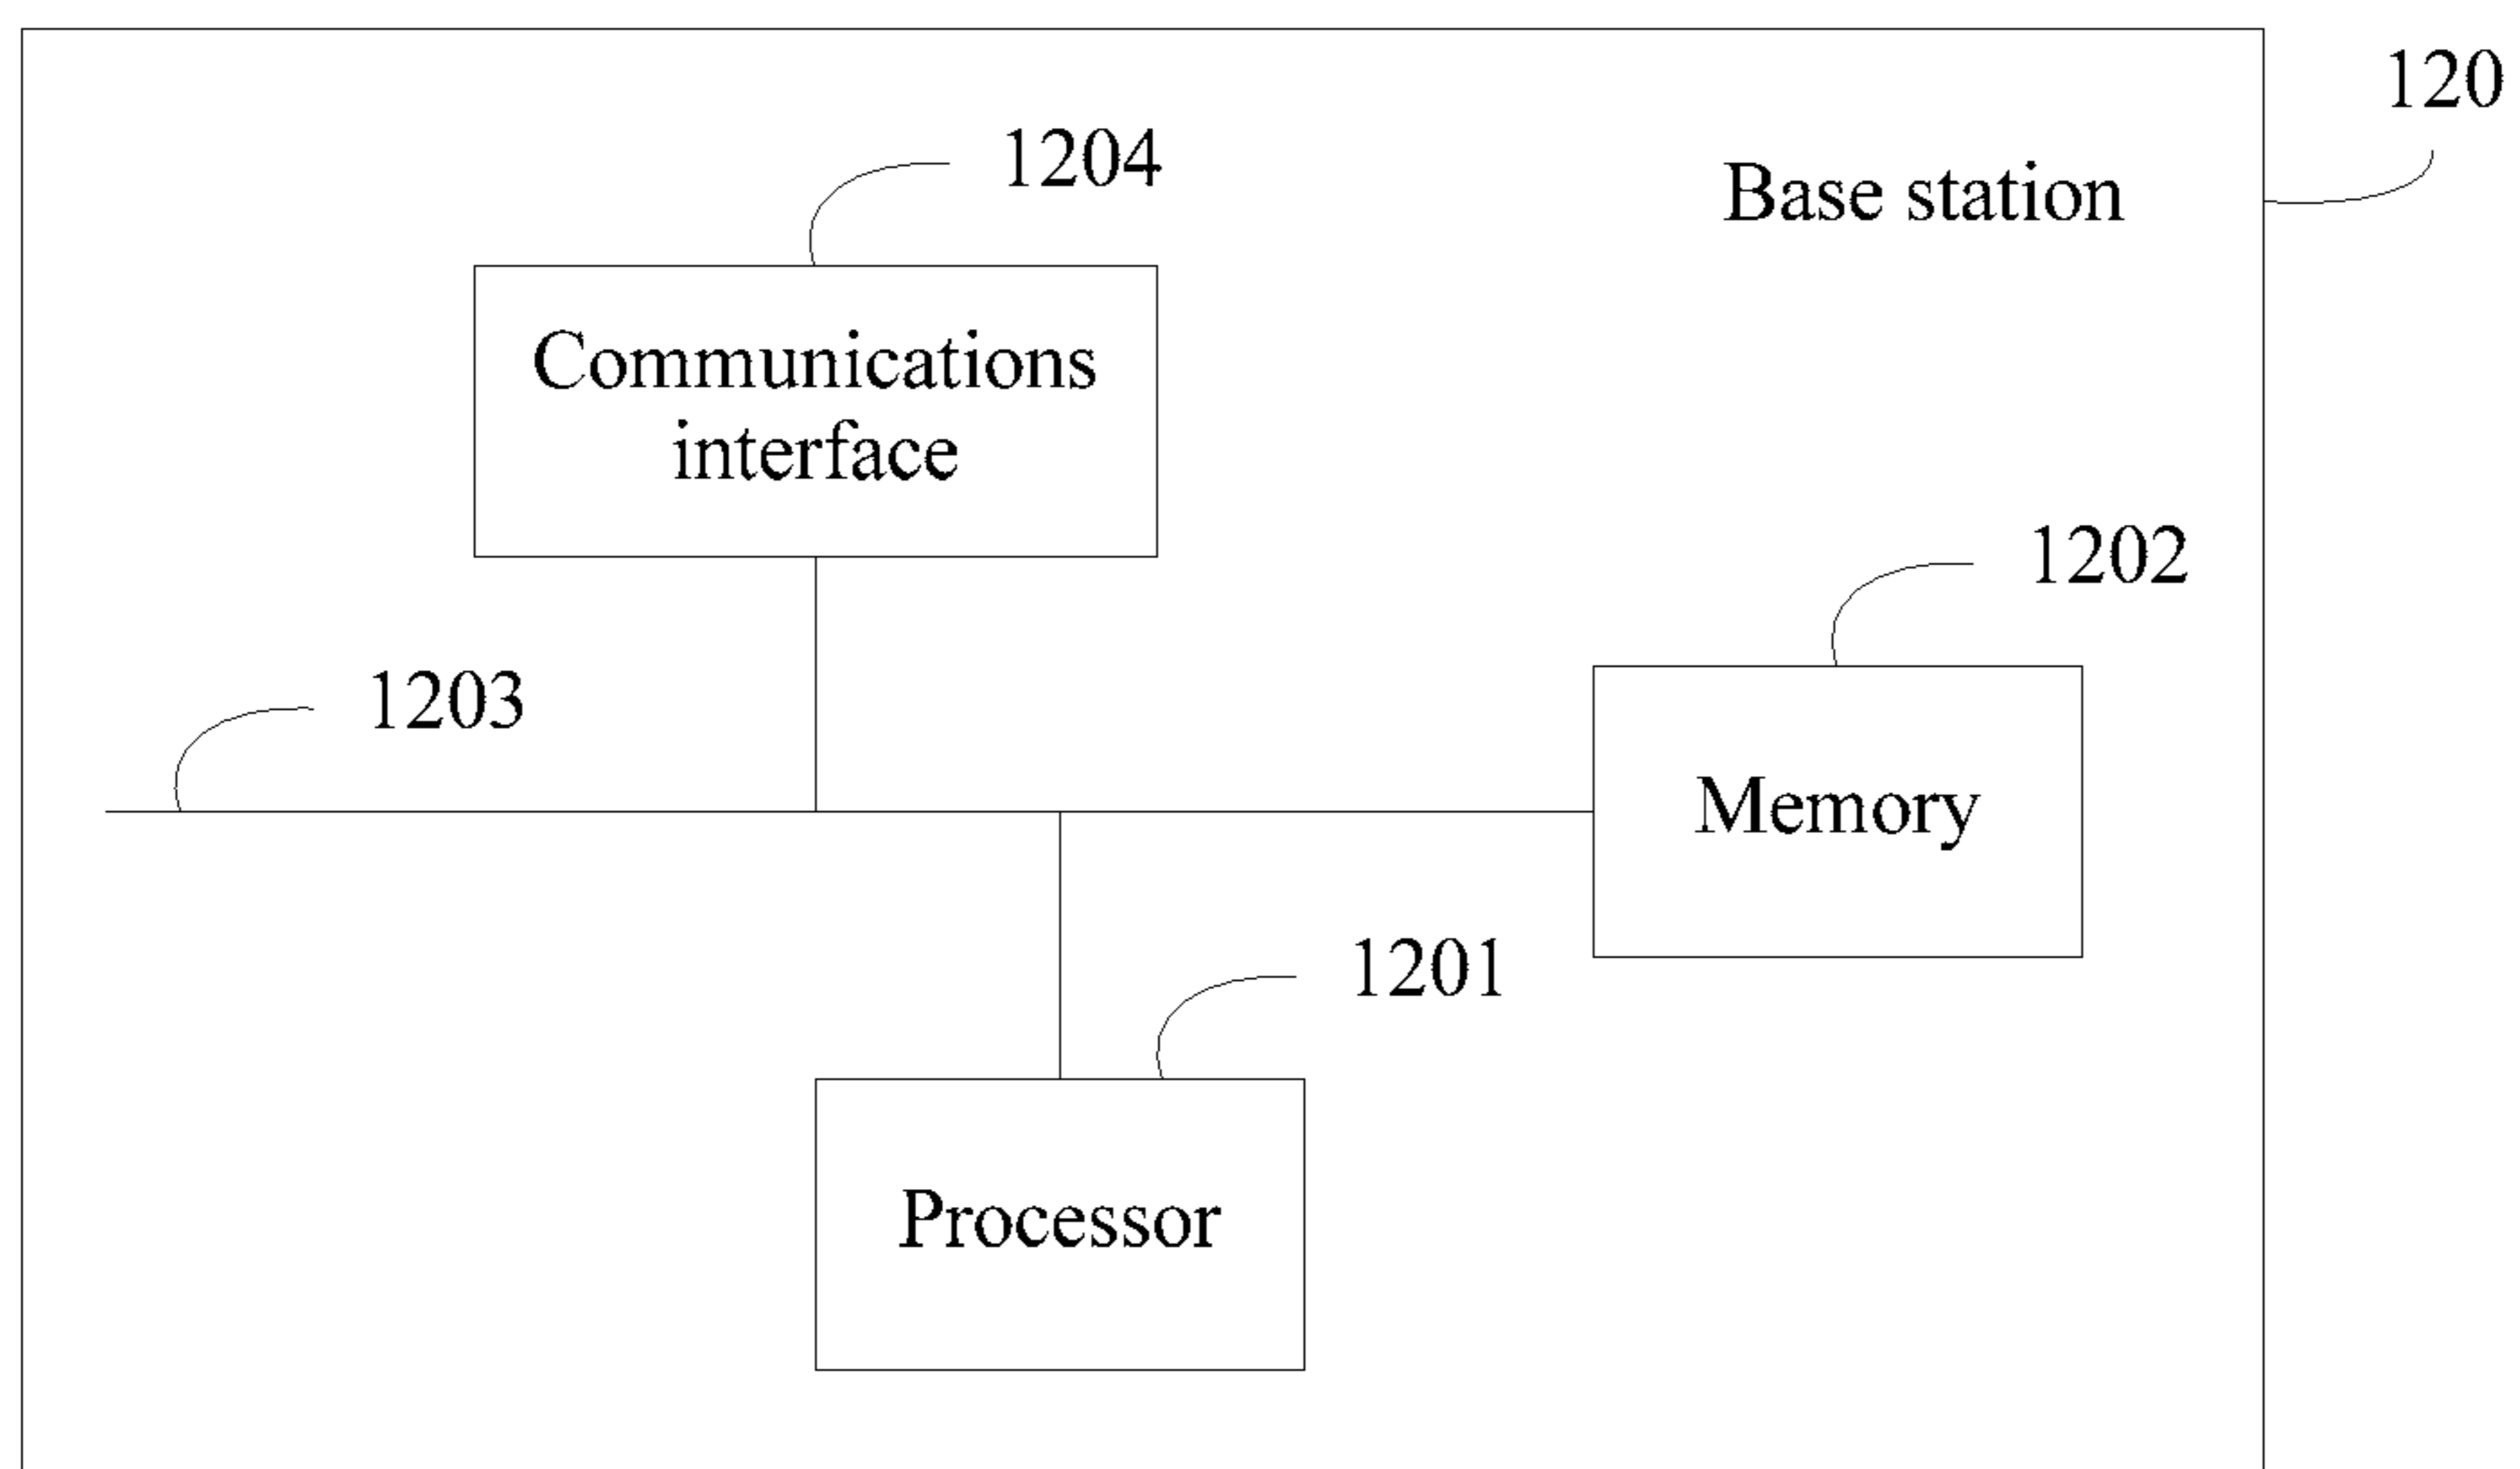 120
1204
Base station
Communications
interface
1202
1203
Memory
1201
Processor